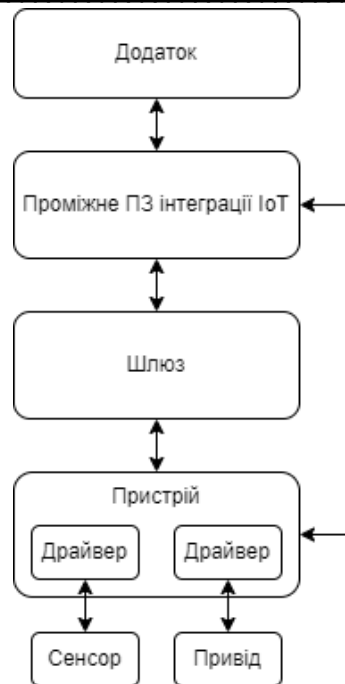 Додаток
Проміжне ПЗ інтеграції IoT
Шлюз
Пристрій
Драйвер
Драйвер
Сенсор
Привід